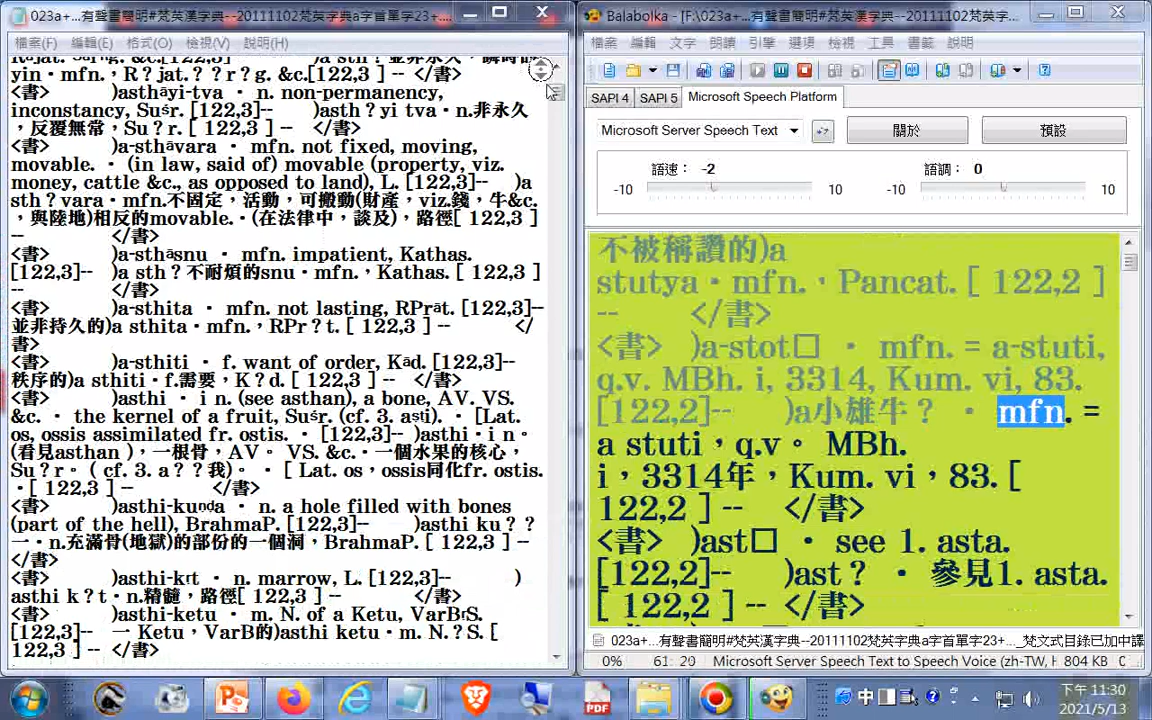 023a+...有聲書簡明#梵英漢字典--20111102梵英字典a字首單字23+...
檔案(F) 編輯(E) 格式(O) 檢視(V) 說明(H)
yin‧mfn.，R?jat.??r?g. &c.[122,3] -- </書>
<書> )asthāyi-tva ‧ n. non-permanency,
inconstancy, Suśr. [122,3]-- )asth?yi tva‧n.非永久
，反覆無常，Su?r. [ 122,3 ] -- </書>
<書> )a-sthāvara ‧ mfn. not fixed, moving,
movable. ‧ (in law, said of) movable (property, viz.
money, cattle &c., as opposed to land), L. [122,3]-- )a
sth?vara‧mfn.不固定，活動，可搬動(財產，viz.錢，牛&c.
，與陸地)相反的movable.‧(在法律中，談及)，路徑[ 122,3 ]
-- </書>
<書> )a-sthāsnu ‧ mfn. impatient, Kathas.
[122,3]-- )a sth?不耐煩的snu‧mfn.，Kathas. [ 122,3 ]
-- </書>
<書> )a-sthita ‧ mfn. not lasting, RPrāt. [122,3]--
並非持久的)a sthita‧mfn.，RPr?t. [ 122,3 ] -- </
書>
<書> )a-sthiti ‧ f. want of order, Kād. [122,3]--
秩序的)a sthiti‧f.需要，K?d. [ 122,3 ] -- </書>
<書> )asthi ‧ i n. (see asthan), a bone, AV. VS.
&c. ‧ the kernel of a fruit, Suśr. (cf. 3. aṣṭi). ‧ [Lat.
os, ossis assimilated fr. ostis. ‧ [122,3]-- )asthi‧i n。
(看見asthan )，一根骨，AV。 VS. &c.‧一個水果的核心，
Su?r。( cf. 3. a??我)。‧[ Lat. os，ossis同化fr. ostis.
‧[ 122,3 ] -- </書>
<書> )asthi-kuṇḍa ‧ n. a hole filled with bones
(part of the hell), BrahmaP. [122,3]-- )asthi ku??
一‧n.充滿骨(地獄)的部份的一個洞，BrahmaP. [ 122,3 ] --
</書>
<書> )asthi-kṛt ‧ n. marrow, L. [122,3]-- )
asthi k?t‧n.精髓，路徑[ 122,3 ] -- </書>
<書> )asthi-ketu ‧ m. N. of a Ketu, VarBṛS.
[122,3]-- 一 Ketu，VarB的)asthi ketu‧m. N.?S. [
122,3 ] -- </書>
Balabolka - [F:\023a+...有聲書簡明#梵英漢字典--20111102梵英字...
檔案 編輯 文字 朗讀 引擎 選項 檢視 工具 書籤 說明
SAPI 4 SAPI 5 Microsoft Speech Platform
Microsoft Server Speech Text 關於 預設
語速： -2 語調： 0
-10 10 -10 10
不被稱讚的)a
stutya‧mfn.，Pancat. [ 122,2 ]
-- </書>
<書> )a-stot□ ‧ mfn. = a-stuti,
q.v. MBh. i, 3314, Kum. vi, 83.
[122,2]-- )a小雄牛？ ‧ mfn. =
a stuti，q.v。 MBh.
i，3314年，Kum. vi，83. [
122,2 ] -- </書>
<書> )ast□ ‧ see 1. asta.
[122,2]-- )ast？ ‧ 參見1. asta.
[ 122,2 ] -- </書>
023a+...有聲書簡明#梵英漢字典--20111102梵英字典a字首單字23+..._梵文式目錄已加中譯
0% 61: 20 Microsoft Server Speech Text to Speech Voice (zh-TW, H 804 KB
中 下午 11:30
2021/5/13